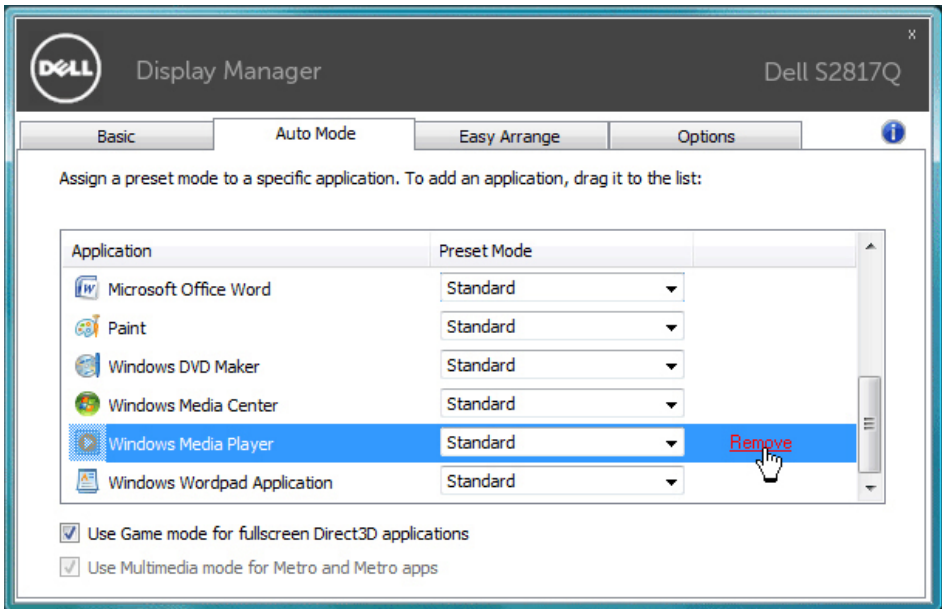 x
DELL Display Manager Dell S2817Q
Basic Auto Mode Easy Arrange Options
Assign a preset mode to a specific application. To add an application, drag it to the list:
Application Preset Mode
Microsoft Office Word Standard
Paint Standard
Windows DVD Maker Standard
Windows Media Center Standard
Windows Media Player Standard Remove
Windows Wordpad Application Standard
Use Game mode for fullscreen Direct3D applications
Use Multimedia mode for Metro and Metro apps